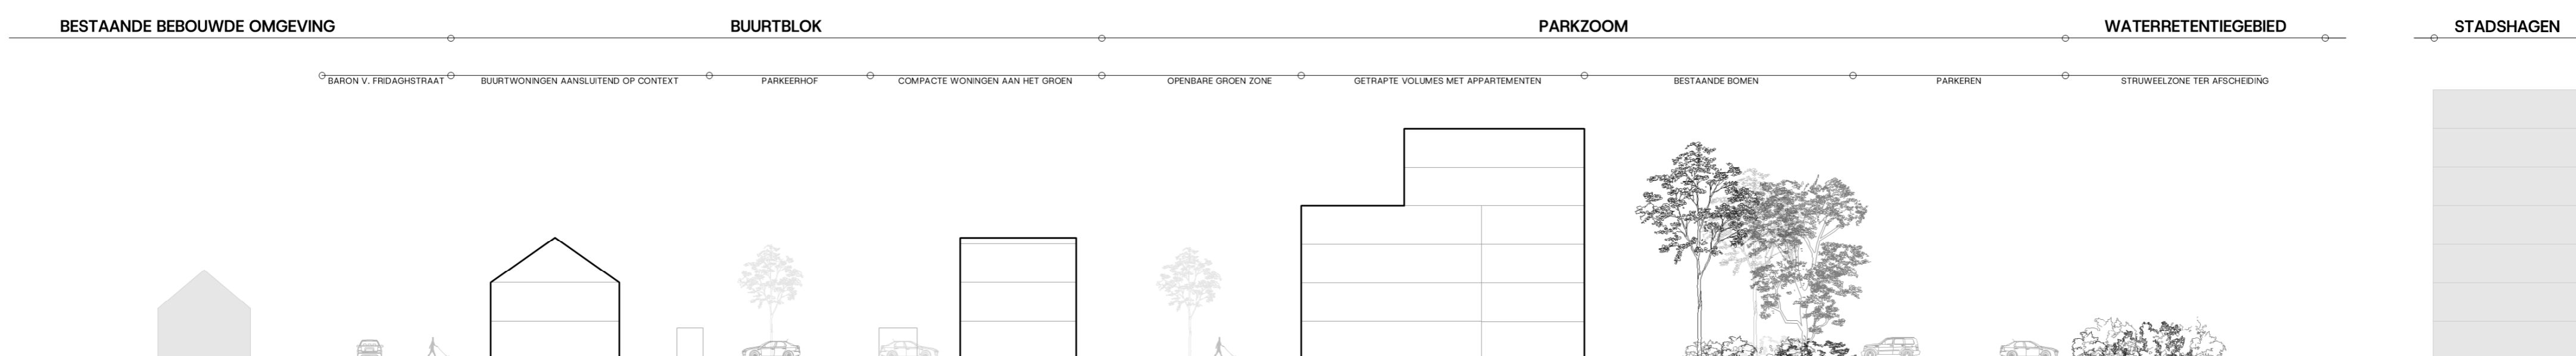 BESTAANDE BEBOUWDE OMGEVING
BUURTBLOK
PARKZOOM
WATERRETENTIEGEBIED
STADSHAGEN
BARON V. FRIDAGHSTRAAT
BUURTWONINGEN AANSLUITEND OP CONTEXT
PARKEERHOF
COMPACTE WONINGEN AAN HET GROEN
OPENBARE GROEN ZONE
GETRAPTE VOLUMES MET APPARTEMENTEN
BESTAANDE BOMEN
PARKEREN
STRUWEELZONE TER AFSCHEIDING